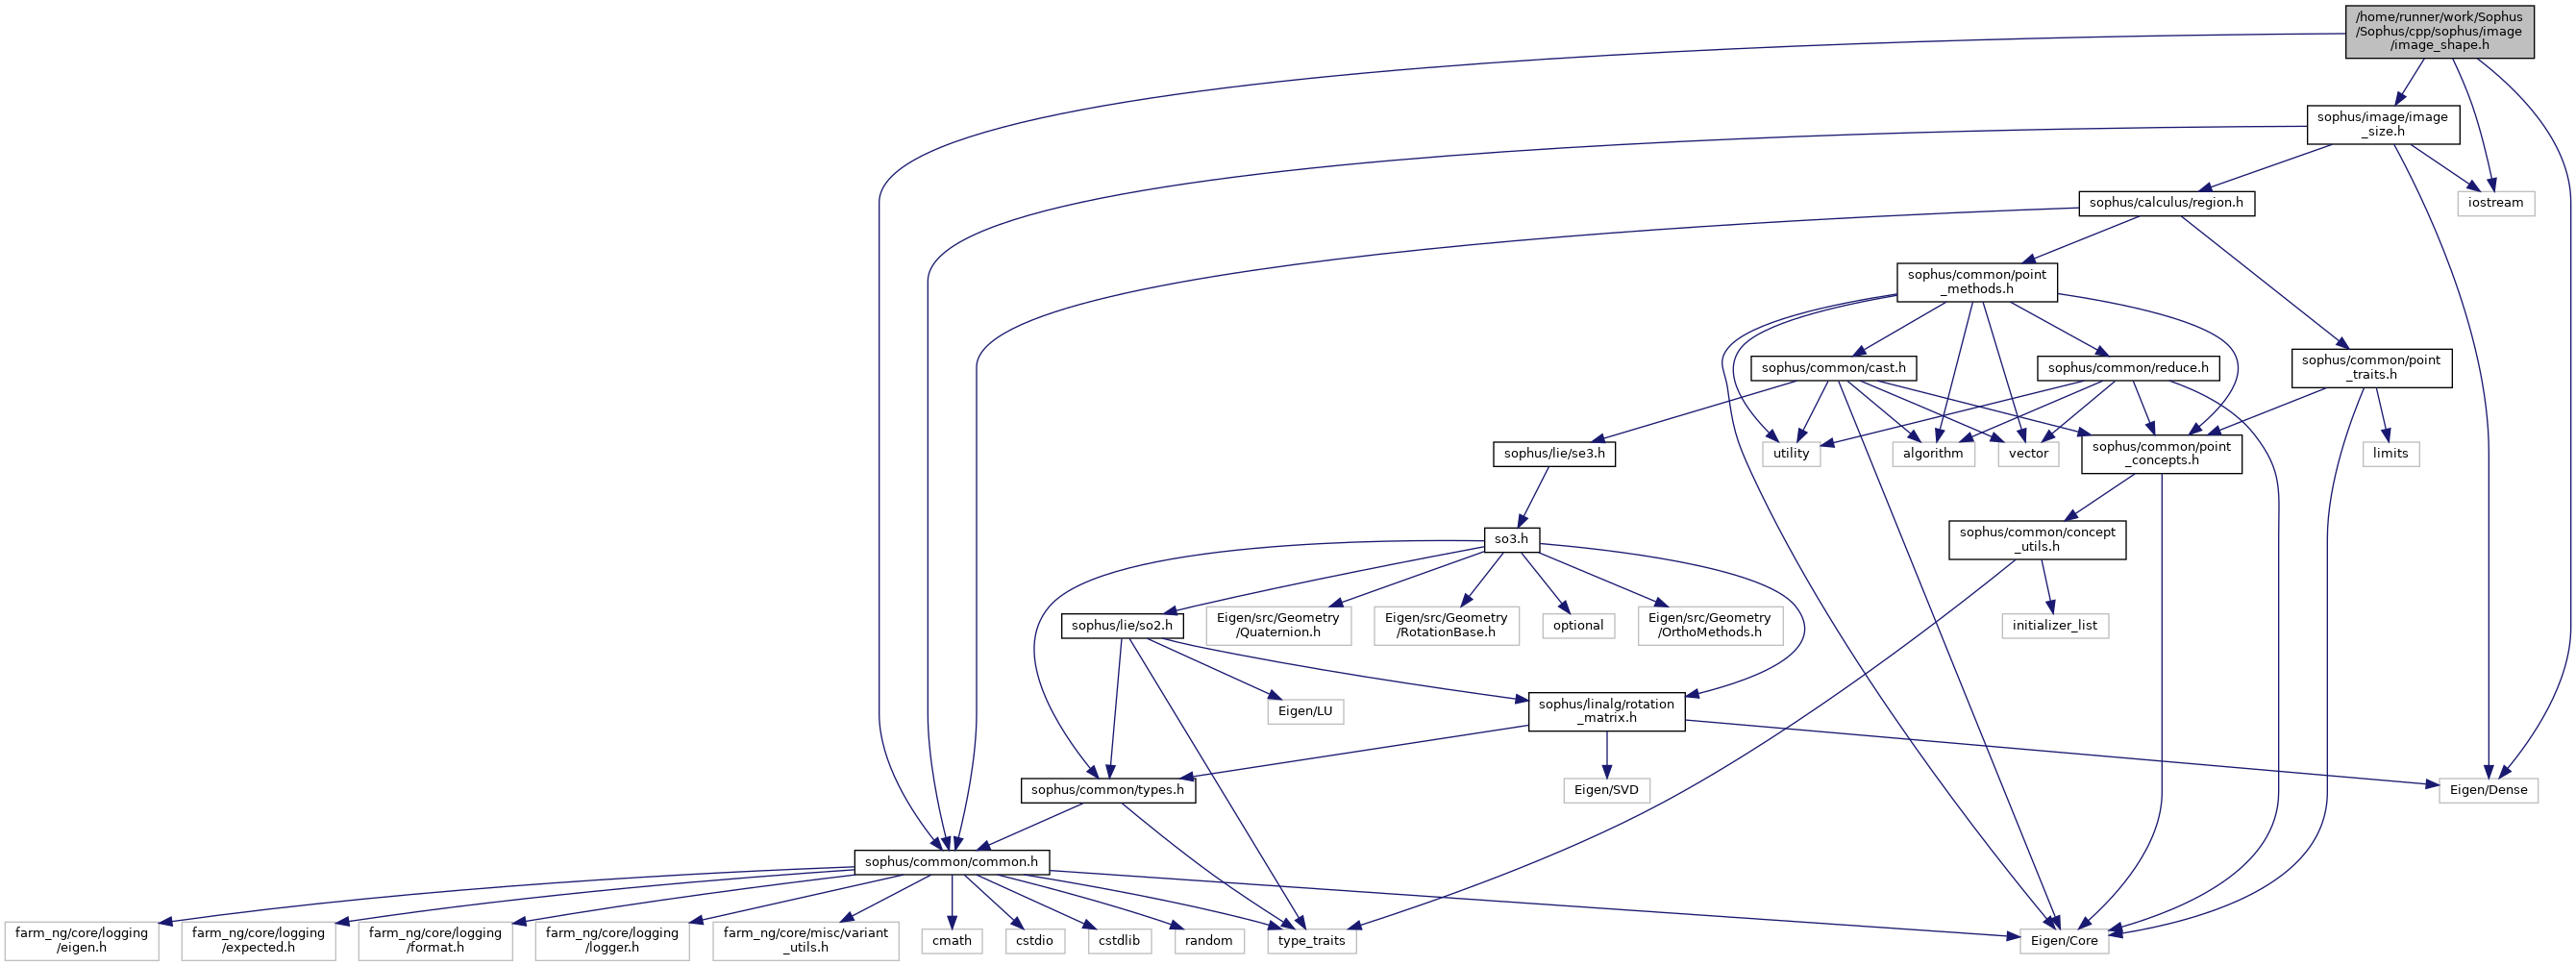 /home/runner/work/Sophus
/Sophus/cpp/sophus/image
/image_shape.h
sophus/image/image
_size.h
sophus/calculus/region.h
iostream
sophus/common/point
_methods.h
sophus/common/cast.h
sophus/common/reduce.h
sophus/common/point
_traits.h
sophus/lie/se3.h
utility
algorithm
vector
sophus/common/point
_concepts.h
limits
so3.h
sophus/common/concept
_utils.h
sophus/lie/so2.h
Eigen/src/Geometry
/Quaternion.h
Eigen/src/Geometry
/RotationBase.h
optional
Eigen/src/Geometry
/OrthoMethods.h
initializer_list
Eigen/LU
sophus/linalg/rotation
_matrix.h
sophus/common/types.h
Eigen/SVD
Eigen/Dense
sophus/common/common.h
farm_ng/core/logging
/eigen.h
farm_ng/core/logging
/expected.h
farm_ng/core/logging
/format.h
farm_ng/core/logging
/logger.h
farm_ng/core/misc/variant
_utils.h
cmath
cstdio
cstdlib
random
type_traits
Eigen/Core